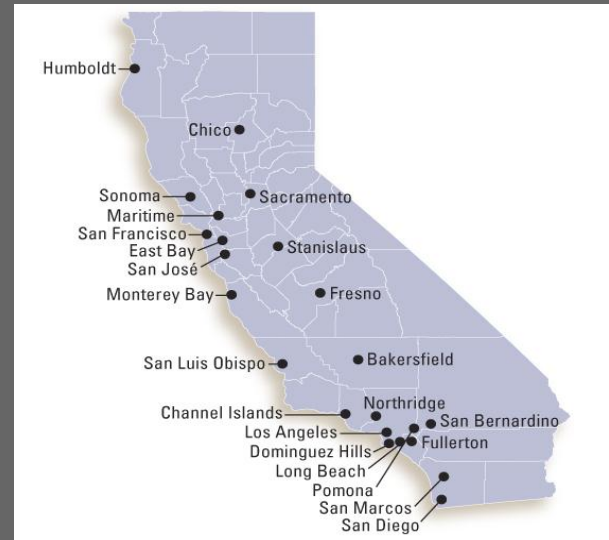 Humboldt
Chico
Sonoma
Sacramento
Maritime
San Francisco
East Bay
Stanislaus
San José
Monterey Bay
Fresno
San Luis Obispo
Bakersfield
Northridge
Channel Islands
San Bernardino
Los Angeles
Fullerton
Dominguez Hills
Long Beach
Pomona
San Marcos
San Diego